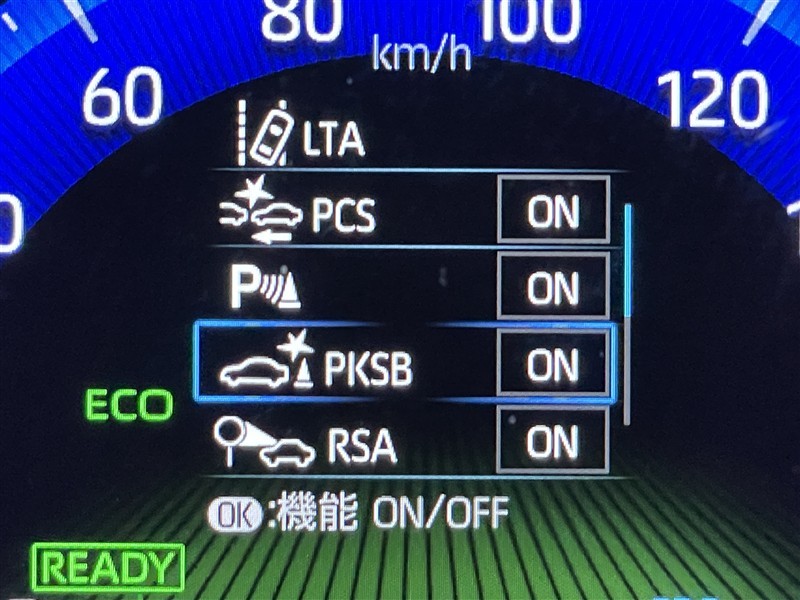 80 100
km/h
60 120
LTA
PCS ON
P ON
PKSB ON
ECO
RSA ON
OK :機能 ON/OFF
READY